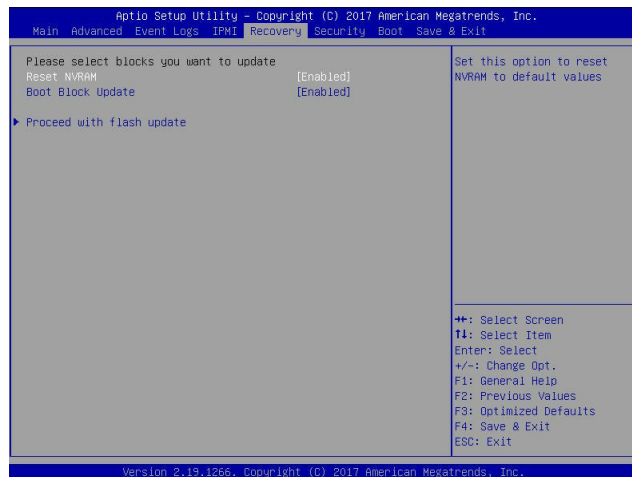 Aptio Setup Utility – Copyright (C) 2017 American Megatrends, Inc.
Main Advanced Event Logs IPMI Recovery Security Boot Save & Exit
Please select blocks you want to update
Reset NVRAM [Enabled]
Boot Block Update [Enabled]
Proceed with flash update
Set this option to reset
NVRAM to default values
→←: Select Screen
↑↓: Select Item
Enter: Select
+/-: Change Opt.
F1: General Help
F2: Previous Values
F3: Optimized Defaults
F4: Save & Exit
ESC: Exit
Version 2.19.1266. Copyright (C) 2017 American Megatrends, Inc.